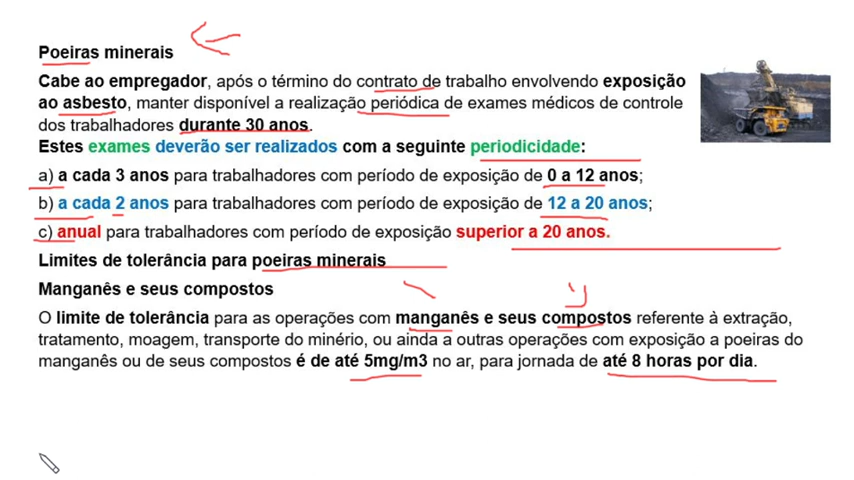 Poeiras minerais
Cabe ao empregador, após o término do contrato de trabalho envolvendo exposição
ao asbesto, manter disponível a realização periódica de exames médicos de controle
dos trabalhadores durante 30 anos.
Estes exames deverão ser realizados com a seguinte periodicidade:
a) a cada 3 anos para trabalhadores com período de exposição de 0 a 12 anos;
b) a cada 2 anos para trabalhadores com período de exposição de 12 a 20 anos;
c) anual para trabalhadores com período de exposição superior a 20 anos.
Limites de tolerância para poeiras minerais
Manganês e seus compostos
O limite de tolerância para as operações com manganês e seus compostos referente à extração,
tratamento, moagem, transporte do minério, ou ainda a outras operações com exposição a poeiras do
manganês ou de seus compostos é de até 5mg/m3 no ar, para jornada de até 8 horas por dia.